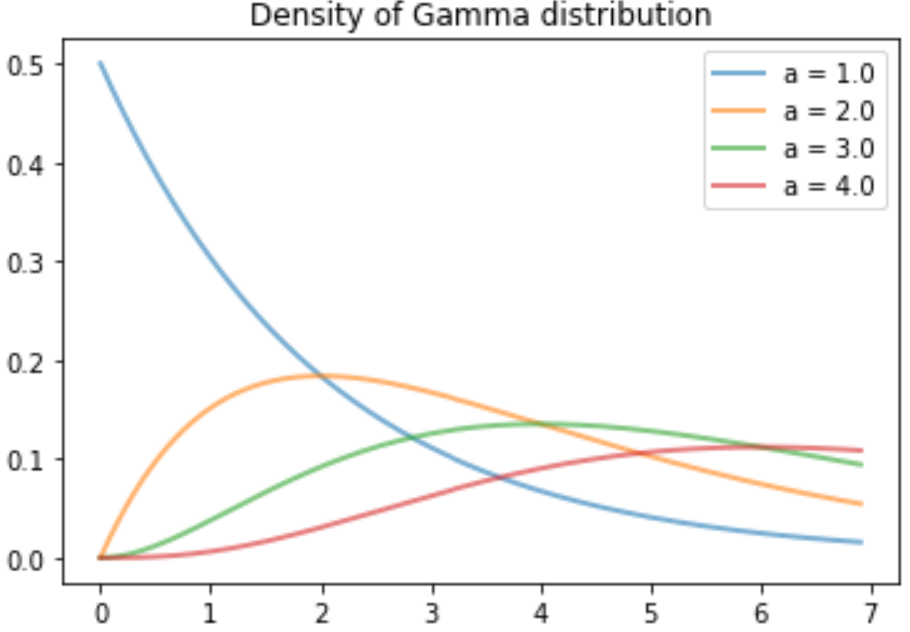 Density of Gamma distribution
0.5
0.4
0.3
0.2
0.1
0.0
a = 1.0
a = 2.0
a = 3.0
a = 4.0
0 1 2 3 4 5 6 7